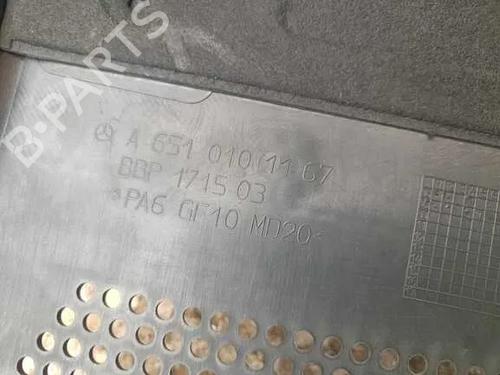 B-PARTS
A 651 010 11 67
BBP 1715 03
>PA6 GF10 MD20<